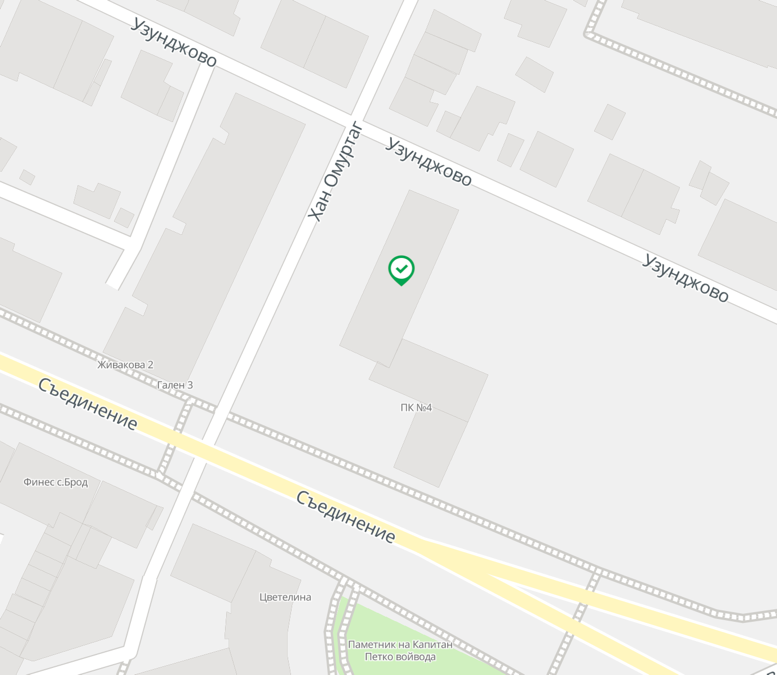 Узунджово
Хан Омуртаг
Узунджово
Узунджово
Живакова 2
Гален 3
Съединение
ПК №4
Финес с.Брод
Съединение
Цветелина
Паметник на Капитан
Петко войвода